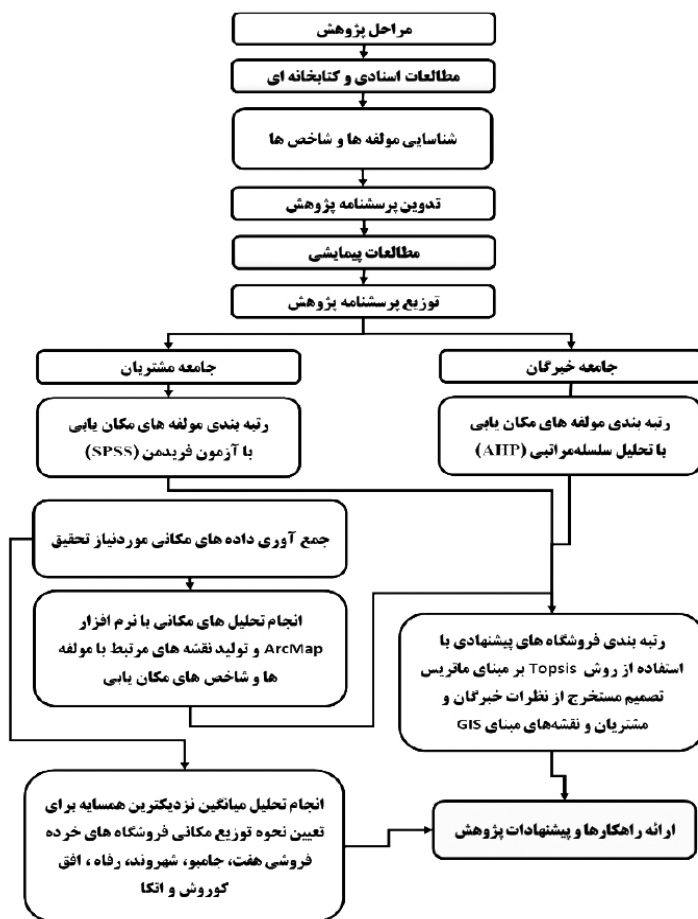 مراحل پژوهش
مطالعات اسنادی و کتابخانه ای
شناسایی مولفه ها و شاخص ها
تدوین پرسشنامه پژوهش
مطالعات پیمایشی
توزیع پرسشنامه پژوهش
جامعه خبرگان
جامعه مشتریان
رتبه بندی مولفه های مکان یابی
با تحلیل سلسله‌مراتبی (AHP)
رتبه بندی مولفه های مکان یابی
با آزمون فریدمن (SPSS)
جمع آوری داده های مکانی موردنیاز تحقیق
انجام تحلیل های مکانی با نرم افزار
ArcMap و تولید نقشه های مرتبط با مولفه
ها و شاخص های مکان یابی
رتبه بندی فروشگاه های پیشنهادی با
استفاده از روش Topsis بر مبنای ماتریس
تصمیم مستخرج از نظرات خبرگان و
مشتریان و نقشه‌های مبنای GIS
انجام تحلیل میانگین نزدیکترین همسایه برای
تعیین نحوه توزیع مکانی فروشگاه های خرده
فروشی هفت، جامبو، شهروند، رفاه ، افق
کوروش و اتکا
ارائه راهکارها و پیشنهادات پژوهش